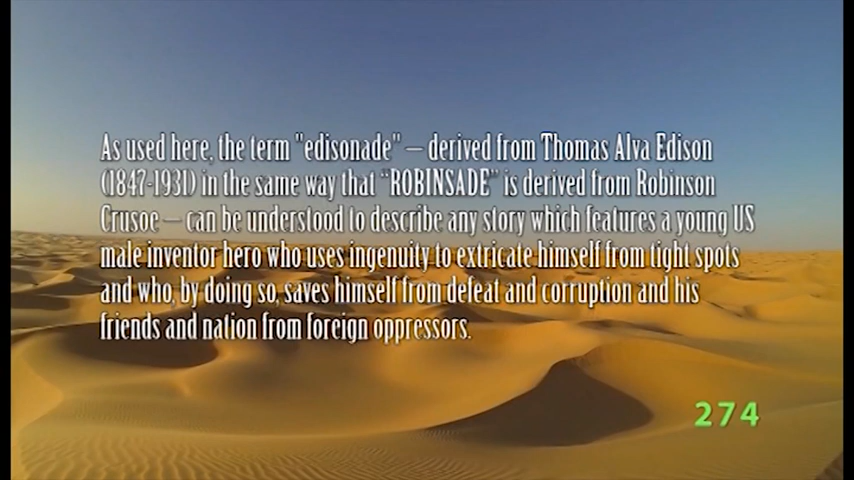 As used here, the term "edisonade" – derived from Thomas Alva Edison
(1847-1931) in the same way that “ROBINSADE” is derived from Robinson
Crusoe – can be understood to describe any story which features a young US
male inventor hero who uses ingenuity to extricate himself from tight spots
and who, by doing so, saves himself from defeat and corruption and his
friends and nation from foreign oppressors.
274